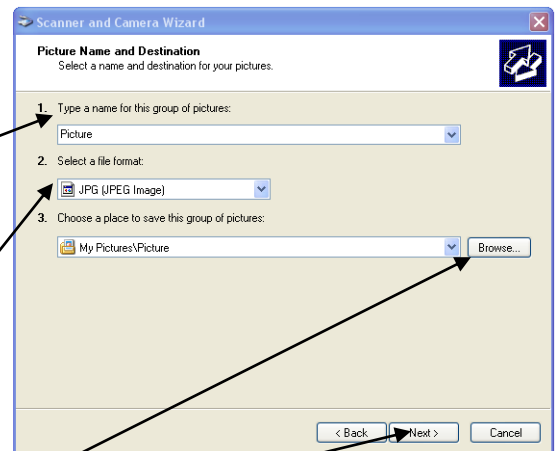 Scanner and Camera Wizard
Picture Name and Destination
Select a name and destination for your pictures.
1. Type a name for this group of pictures:
Picture
2. Select a file format:
JPG (JPEG Image)
3. Choose a place to save this group of pictures:
My Pictures\Picture
Browse...
< Back Next > Cancel